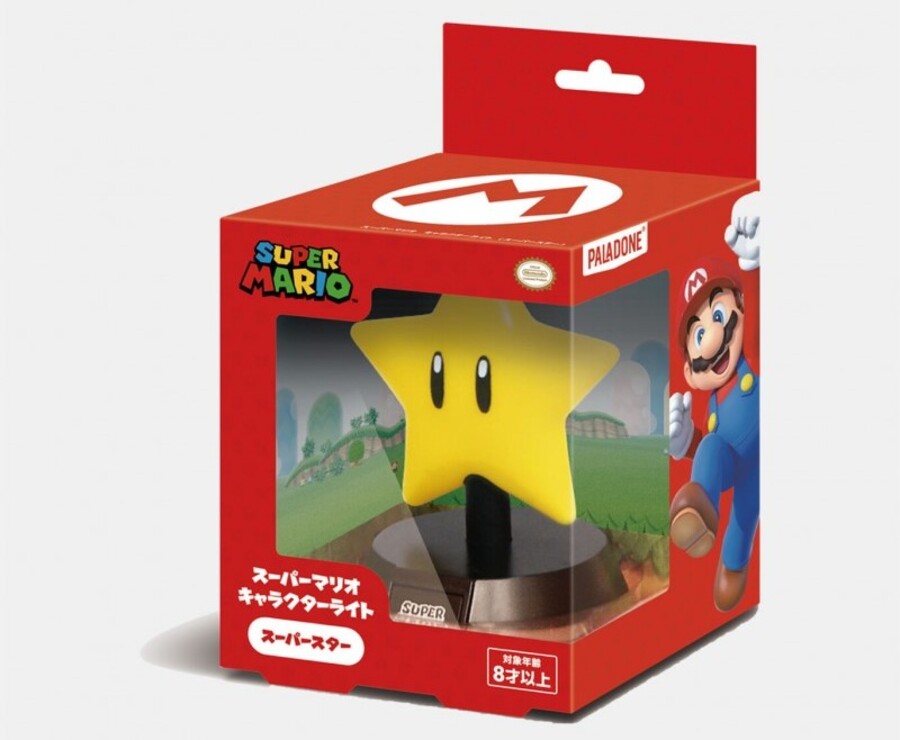 PALADONE
SUPER
MARIO
Nintendo
スーパーマリオ
キャラクターライト
スーパースター
SUPER
対象年齢
8才以上